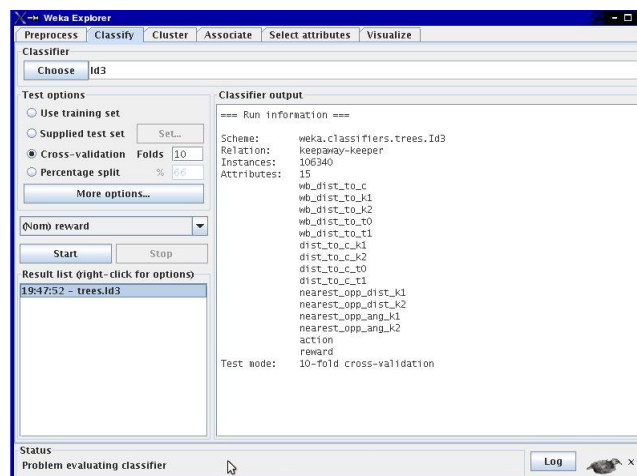 Weka Explorer
Preprocess Classify Cluster Associate Select attributes Visualize
Classifier
Choose Id3
Test options
Use training set
Supplied test set Set...
Cross-validation Folds 10
Percentage split % 66
More options...
(Nom) reward
Start Stop
Result list (right-click for options)
19:47:52 - trees.Id3
Classifier output
=== Run information ===
Scheme: weka.classifiers.trees.Id3
Relation: keepaway-keeper
Instances: 106340
Attributes: 15
wb_dist_to_c
wb_dist_to_k1
wb_dist_to_k2
wb_dist_to_t0
wb_dist_to_t1
dist_to_c_k1
dist_to_c_k2
dist_to_c_t0
dist_to_c_t1
nearest_opp_dist_k1
nearest_opp_dist_k2
nearest_opp_ang_k1
nearest_opp_ang_k2
action
reward
Test mode: 10-fold cross-validation
Status
Problem evaluating classifier
Log
x